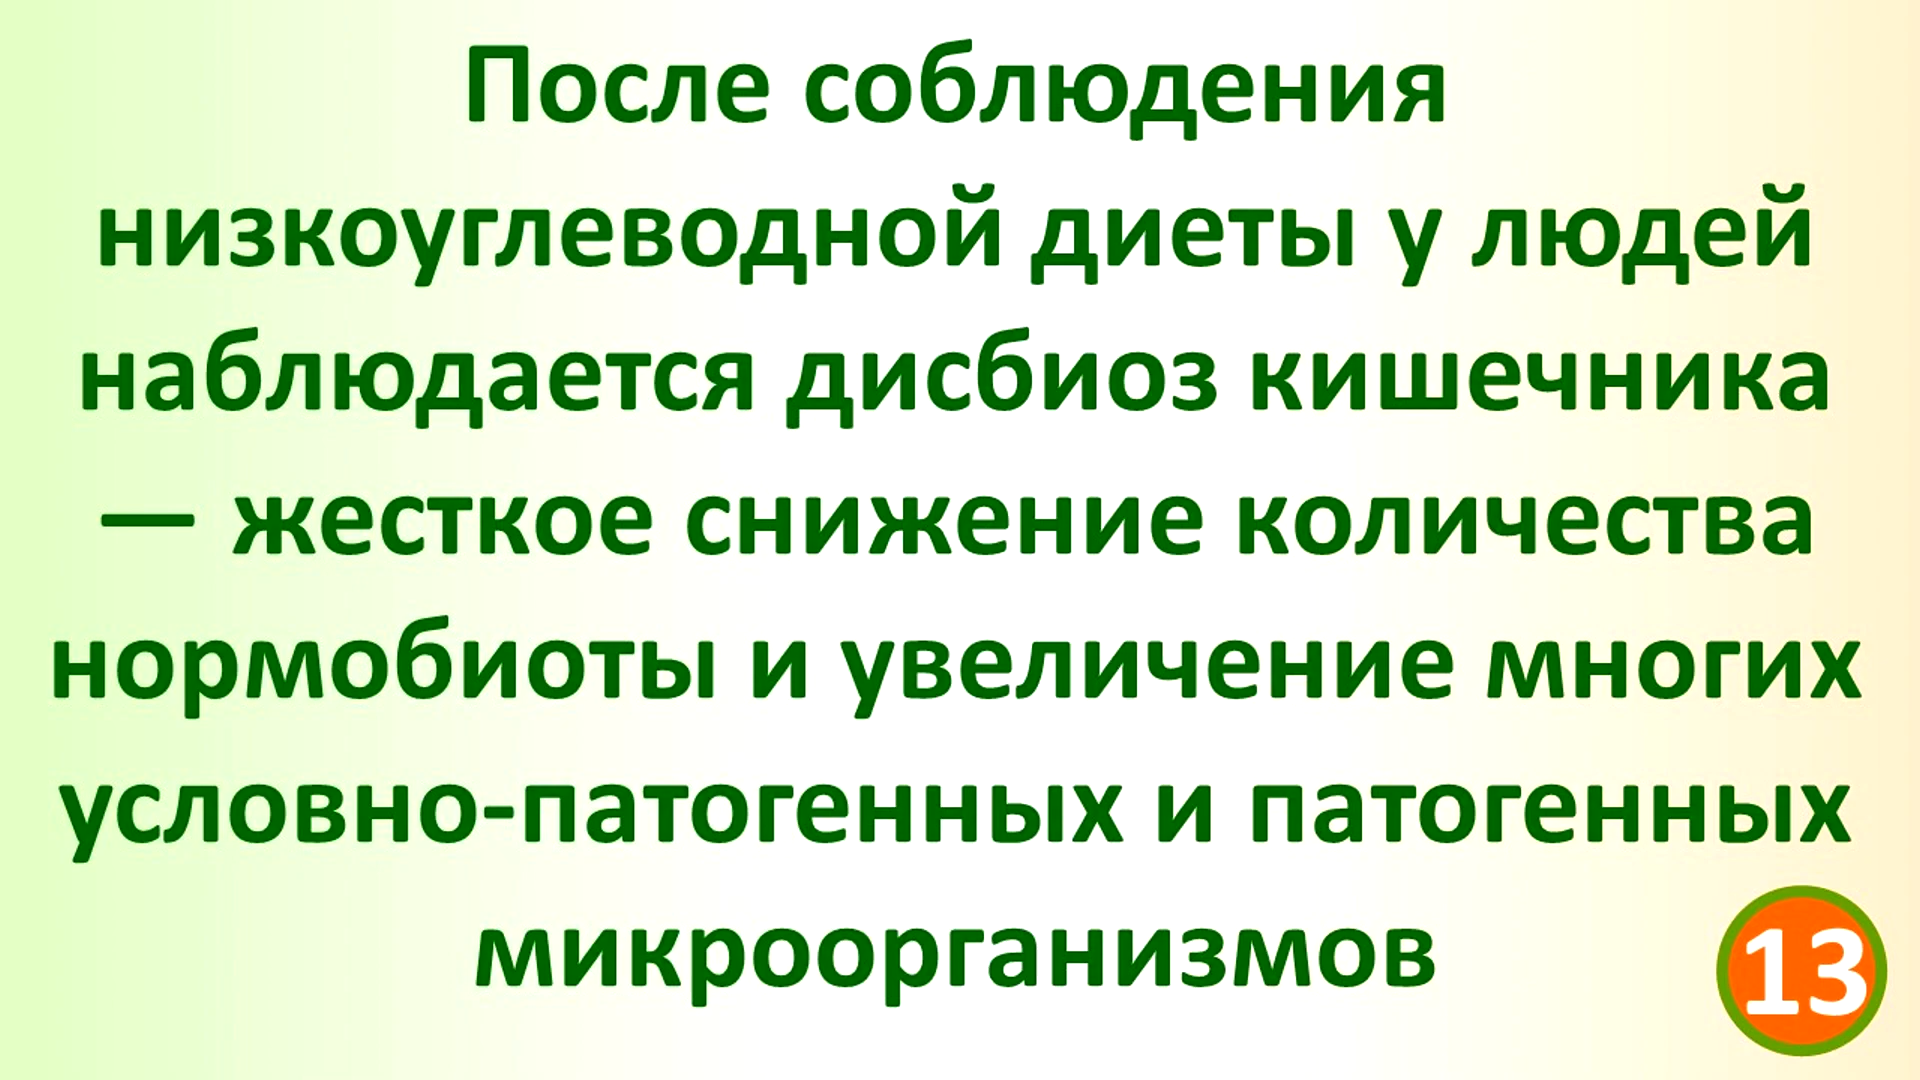 После соблюдения
низкоуглеводной диеты у людей
наблюдается дисбиоз кишечника
— жесткое снижение количества
нормобиоты и увеличение многих
условно-патогенных и патогенных
микроорганизмов
13